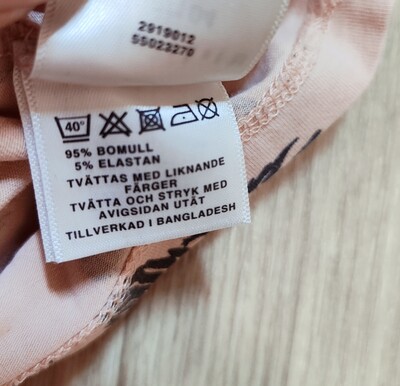 2919012
55023270
40°
95% BOMULL
5% ELASTAN
TVÄTTAS MED LIKNANDE
FÄRGER
TVÄTTA OCH STRYK MED
AVIGSIDAN UTÅT
TILLVERKAD I BANGLADESH